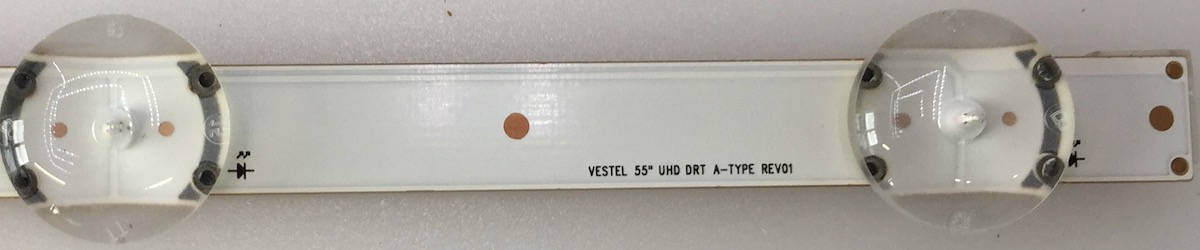 VESTEL 55" UHD DRT A-TYPE REV01